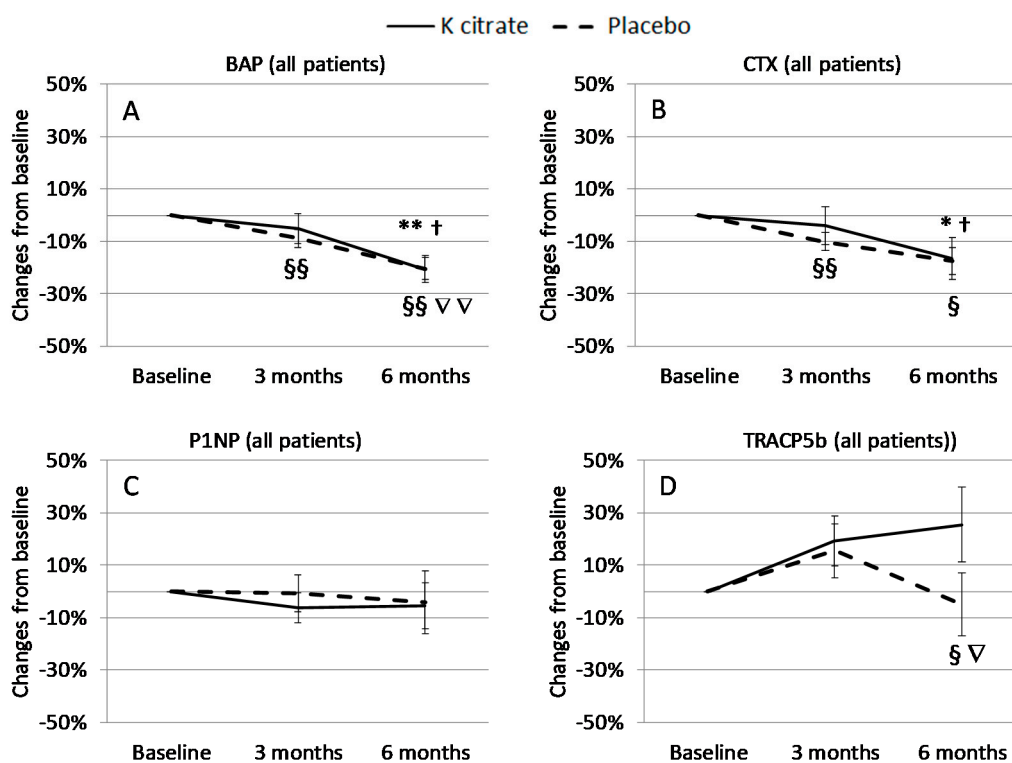 K citrate Placebo
BAP (all patients)
50%
30%
10%
-10%
-30%
-50%
Changes from baseline
A
** †
§§
§§ ∇ ∇
Baseline 3 months 6 months
CTX (all patients)
50%
30%
10%
-10%
-30%
-50%
Changes from baseline
B
* †
§§
§
Baseline 3 months 6 months
P1NP (all patients)
50%
30%
10%
-10%
-30%
-50%
Changes from baseline
C
Baseline 3 months 6 months
TRACP5b (all patients))
50%
30%
10%
-10%
-30%
-50%
Changes from baseline
D
§ ∇
Baseline 3 months 6 months